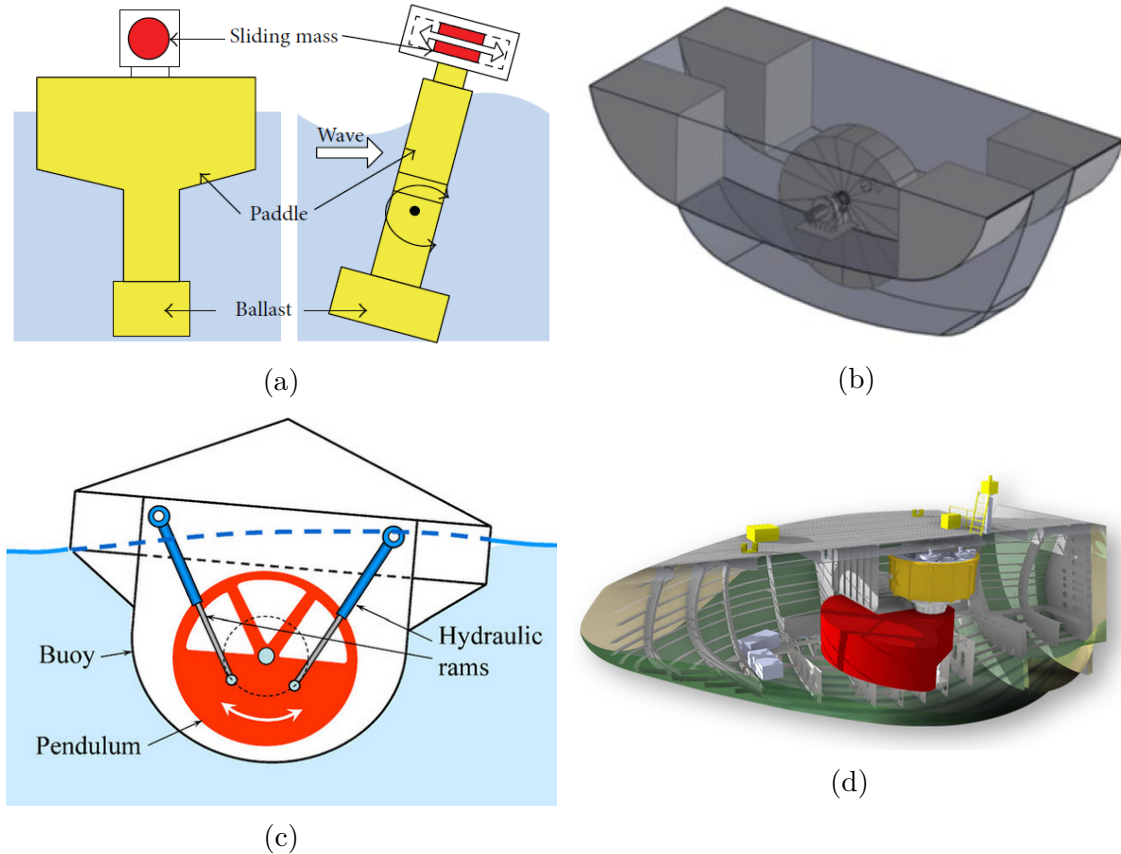 Sliding mass
Wave
Paddle
Ballast
(a)
(b)
Hydraulic
rams
Buoy
Pendulum
(c)
(d)